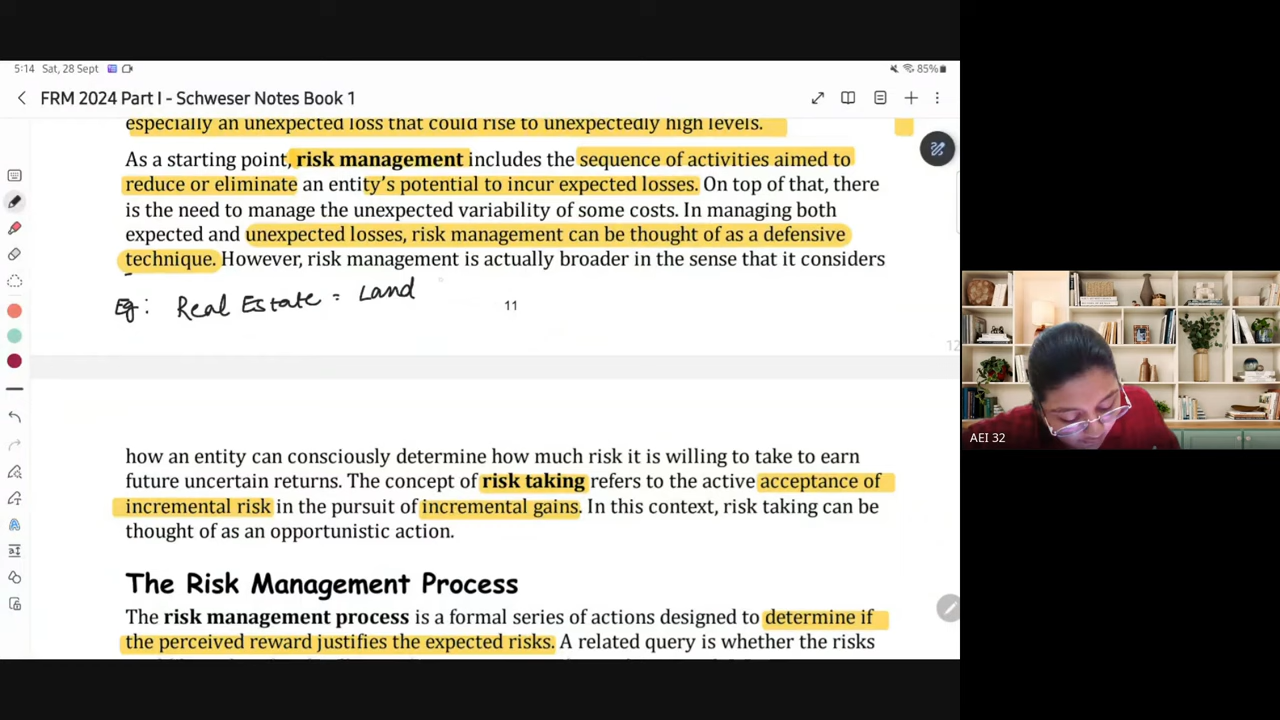 5:14 Sat, 28 Sept
85%
FRM 2024 Part I - Schweser Notes Book 1
especially an unexpected loss that could rise to unexpectedly high levels.
As a starting point, risk management includes the sequence of activities aimed to
reduce or eliminate an entity's potential to incur expected losses. On top of that, there
is the need to manage the unexpected variability of some costs. In managing both
expected and unexpected losses, risk management can be thought of as a defensive
technique. However, risk management is actually broader in the sense that it considers
Eg: Real Estate = Land
11
12
how an entity can consciously determine how much risk it is willing to take to earn
future uncertain returns. The concept of risk taking refers to the active acceptance of
incremental risk in the pursuit of incremental gains. In this context, risk taking can be
thought of as an opportunistic action.
The Risk Management Process
The risk management process is a formal series of actions designed to determine if
the perceived reward justifies the expected risks. A related query is whether the risks
AEI 32